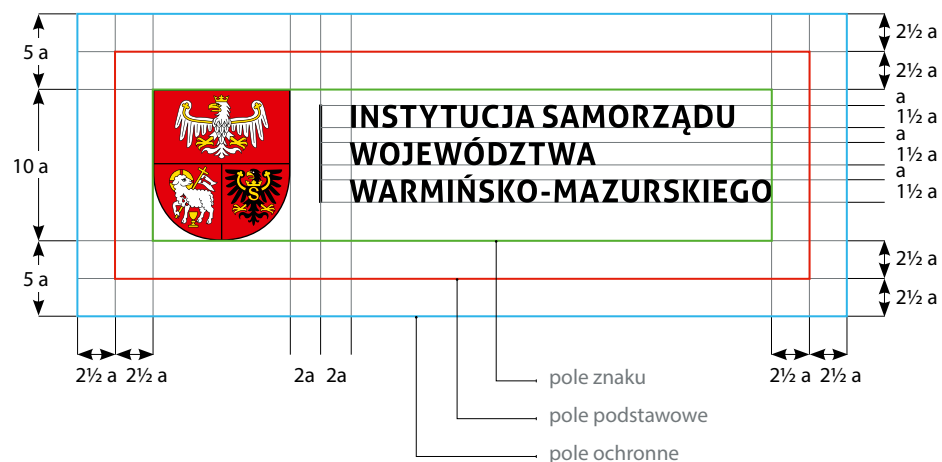 5 a
10 a
5 a
INSTYTUCJA SAMORZĄDU
WOJEWÓDZTWA
WARMIŃSKO-MAZURSKIEGO
S
2½ a
2½ a
a
1½ a
a
1½ a
a
1½ a
2½ a
2½ a
2½ a 2½ a 2a 2a 2½ a 2½ a
pole znaku
pole podstawowe
pole ochronne